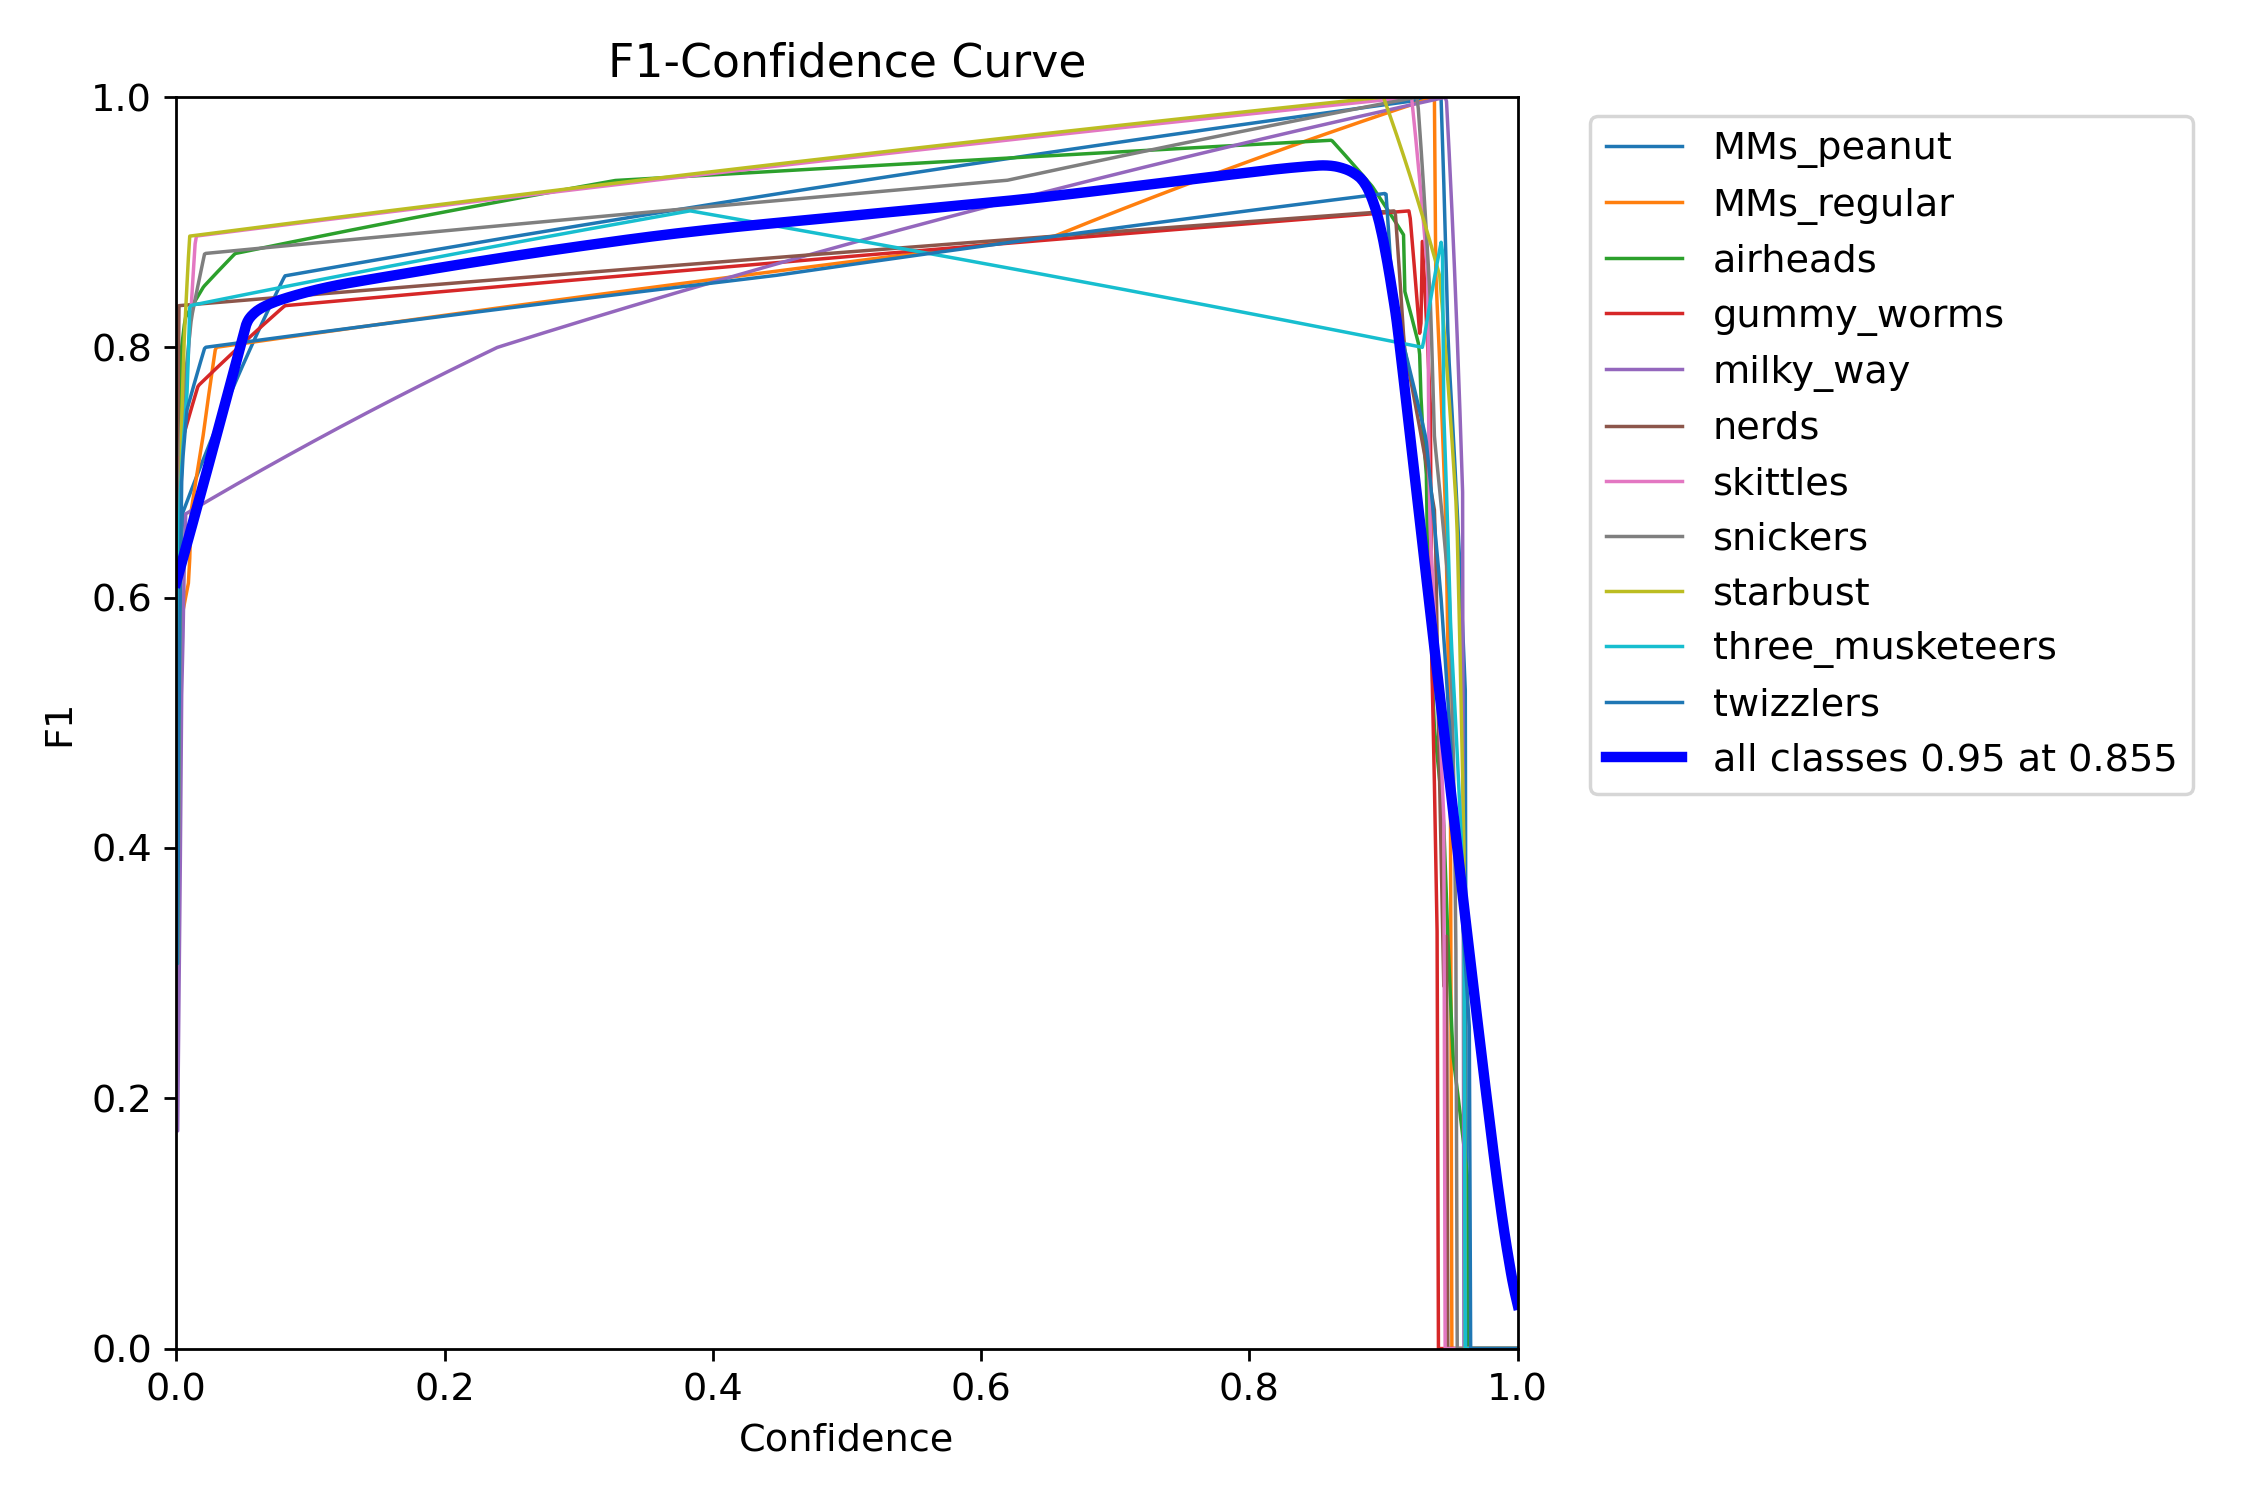 F1-Confidence Curve
1.0
0.8
0.6
0.4
0.2
0.0
F1
0.0 0.2 0.4 0.6 0.8 1.0
Confidence
MMs_peanut
MMs_regular
airheads
gummy_worms
milky_way
nerds
skittles
snickers
starbust
three_musketeers
twizzlers
all classes 0.95 at 0.855